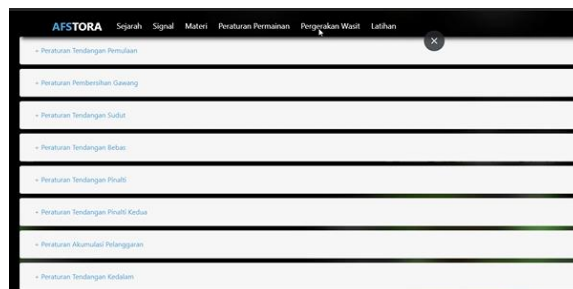 AFSTORA Sejarah Signal Materi Peraturan Permainan Pergerakan Wasit Latihan
+ Peraturan Tendangan Permulaan
+ Peraturan Pembersihan Gawang
+ Peraturan Tendangan Sudut
+ Peraturan Tendangan Bebas
+ Peraturan Tendangan Pinalti
+ Peraturan Tendangan Pinalti Kedua
+ Peraturan Akumulasi Pelanggaran
+ Peraturan Tendangan Kedalam